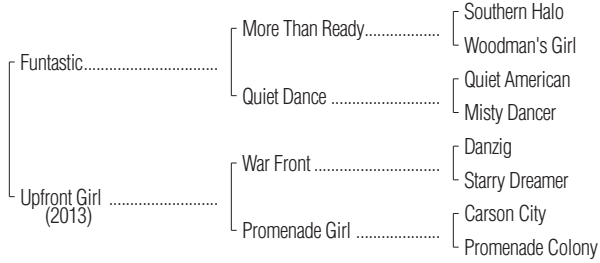 Southern Halo
More Than Ready..................
Woodman's Girl
Funtastic................................
Quiet American
Quiet Dance ..........................
Misty Dancer
Danzig
War Front ..............................
Starry Dreamer
Upfront Girl ..........................
(2013)
Carson City
Promenade Girl ....................
Promenade Colony